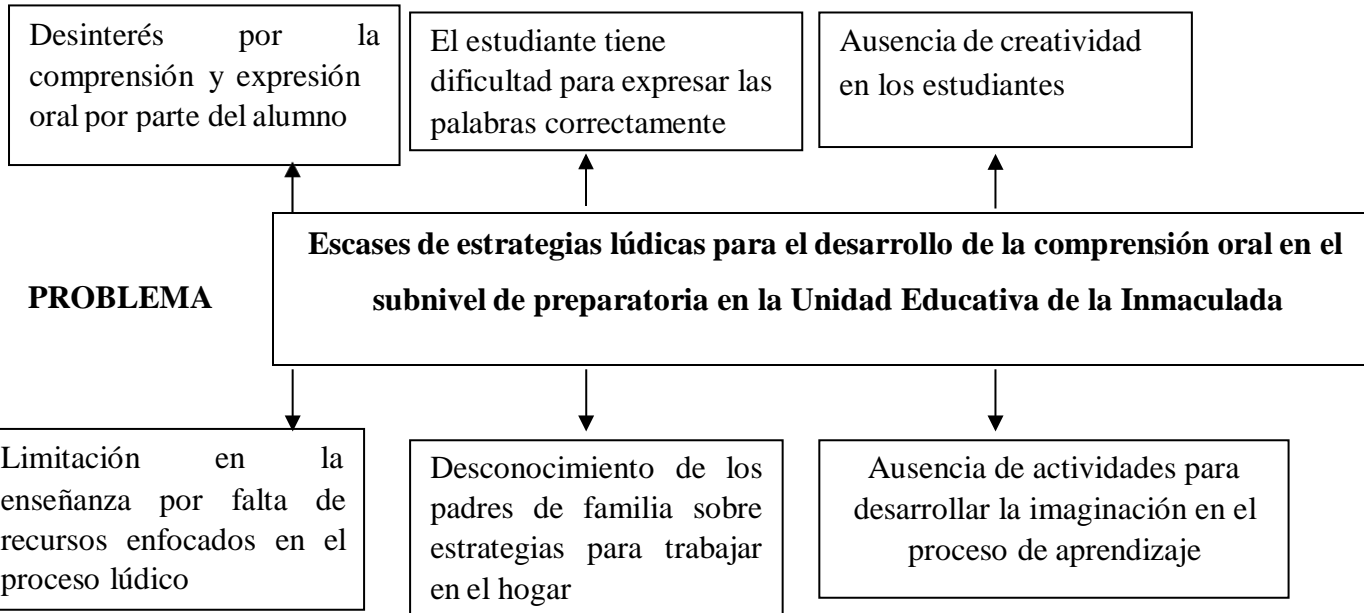 Desinterés por la
comprensión y expresión
oral por parte del alumno
El estudiante tiene
dificultad para expresar las
palabras correctamente
Ausencia de creatividad
en los estudiantes
PROBLEMA
Escases de estrategias lúdicas para el desarrollo de la comprensión oral en el
subnivel de preparatoria en la Unidad Educativa de la Inmaculada
Limitación en la
enseñanza por falta de
recursos enfocados en el
proceso lúdico
Desconocimiento de los
padres de familia sobre
estrategias para trabajar
en el hogar
Ausencia de actividades para
desarrollar la imaginación en el
proceso de aprendizaje